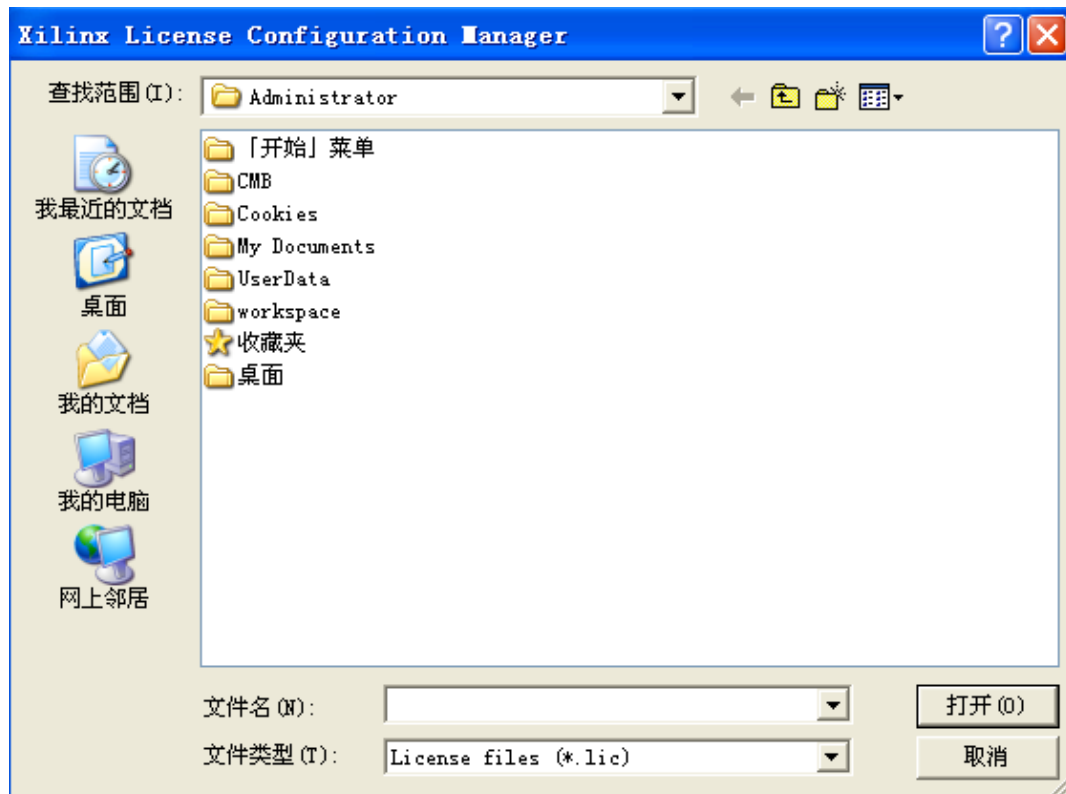 Xilinx License Configuration Manager
查找范围(I):
Administrator
我最近的文档
桌面
我的文档
我的电脑
网上邻居
「开始」菜单
CMB
Cookies
My Documents
UserData
workspace
收藏夹
桌面
文件名(N):
打开(O)
文件类型(T):
License files (*.lic)
取消